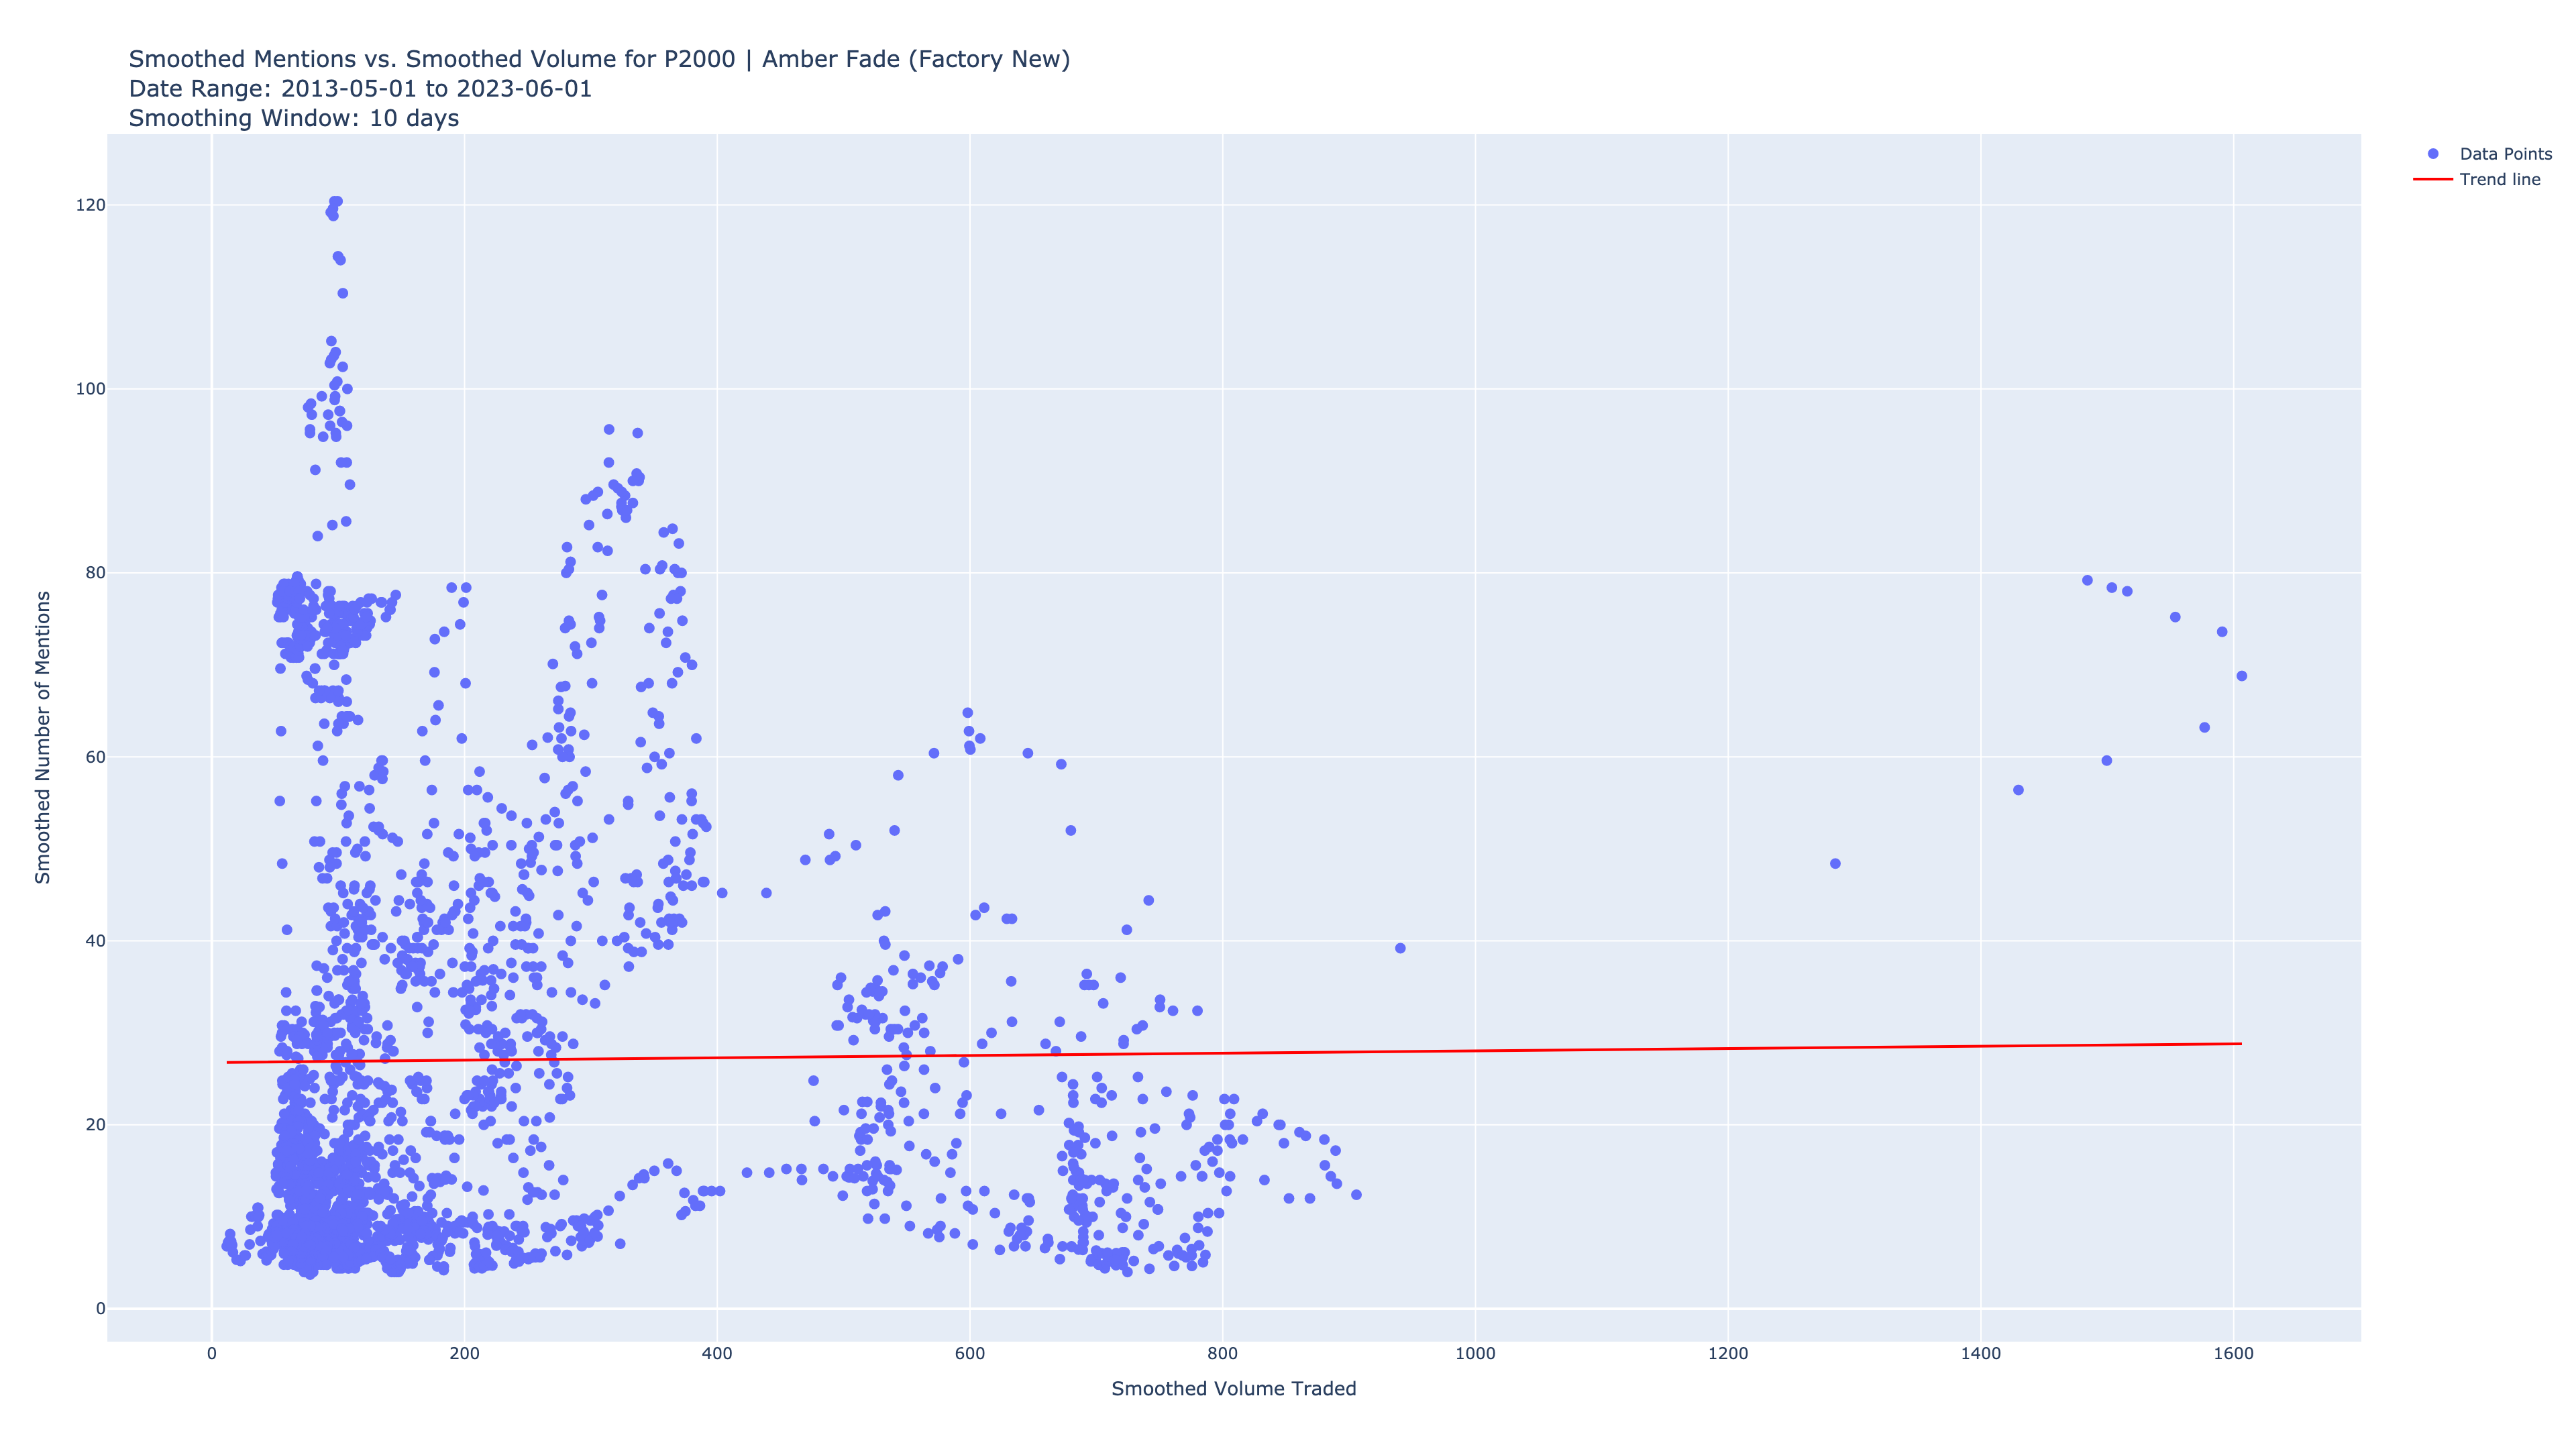 Smoothed Mentions vs. Smoothed Volume for P2000 | Amber Fade (Factory New)
Date Range: 2013-05-01 to 2023-06-01
Smoothing Window: 10 days
Data Points
Trend line
120
100
80
60
40
20
0
Smoothed Number of Mentions
0 200 400 600 800 1000 1200 1400 1600
Smoothed Volume Traded